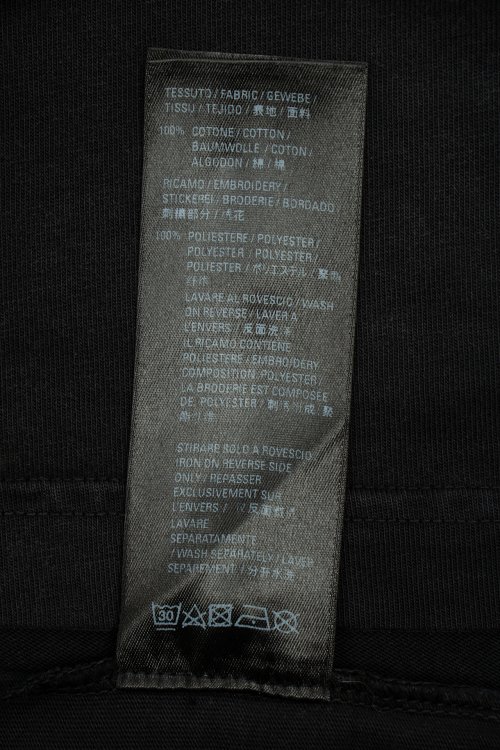 TESSUTO / FABRIC / GEWEBE /
TISSU / TEJIDO / 表地 / 面料
100% COTONE / COTTON /
BAUMWOLLE / COTON /
ALGODON / 綿 / 棉
RICAMO / EMBROIDERY /
STICKEREI / BRODERIE / BORDADO /
刺繍部分 / 绣花
100% POLIESTERE / POLYESTER /
POLYESTER / POLYESTER /
POLIESTER / ポリエステル /
LAVARE AL ROVESCIO / WASH
ON REVERSE / LAVER A
L'ENVERS / 反面洗
IL RICAMO CONTIENE
POLIESTERE / EMBROIDERY
COMPOSITION: POLYESTER /
LA BRODERIE EST COMPOSEE
DE POLYESTER /
STIRARE SOLO A ROVESCIO
IRON ON REVERSE SIDE
ONLY / REPASSER
EXCLUSIVEMENT SUR
L'ENVERS /
LAVARE
SEPARATAMENTE
/ WASH SEPARATELY / LAVER
SEPAREMENT / 分开水洗
30